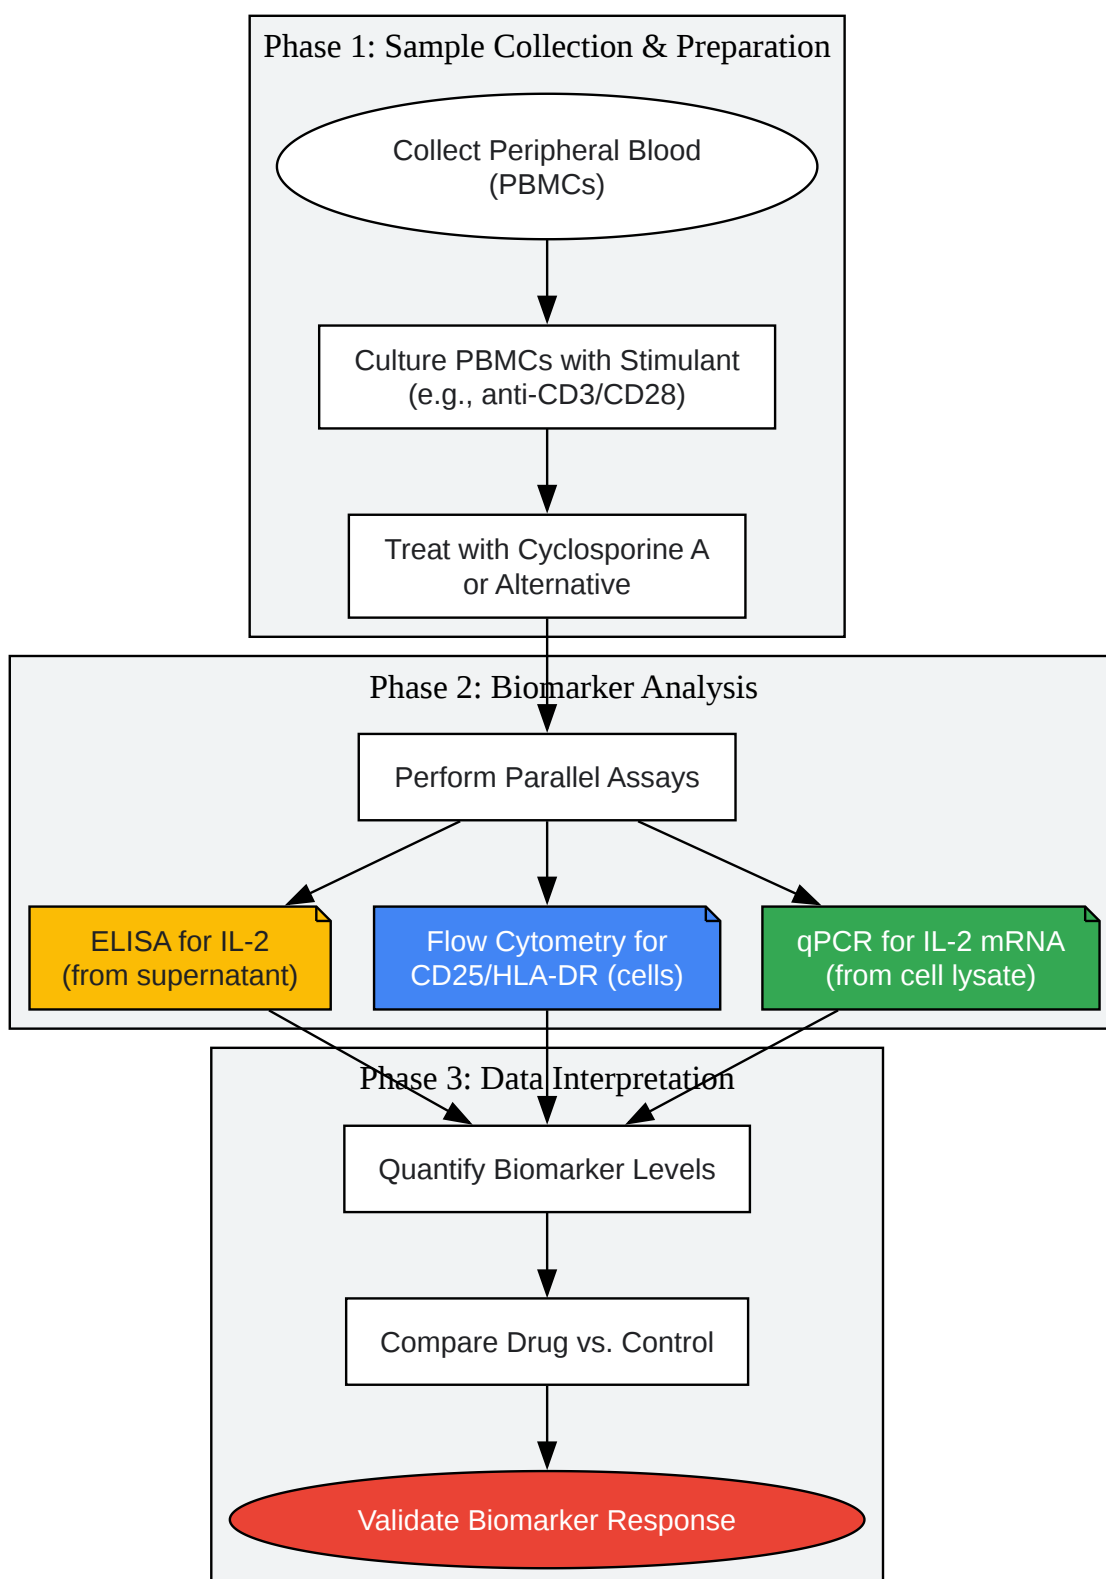 Phase 1: Sample Collection & Preparation
Collect Peripheral Blood
(PBMCs)
Culture PBMCs with Stimulant
(e.g., anti-CD3/CD28)
Treat with Cyclosporine A
or Alternative
Phase 2: Biomarker Analysis
Perform Parallel Assays
ELISA for IL-2
(from supernatant)
Flow Cytometry for
CD25/HLA-DR (cells)
qPCR for IL-2 mRNA
(from cell lysate)
Phase 3: Data Interpretation
Quantify Biomarker Levels
Compare Drug vs. Control
Validate Biomarker Response